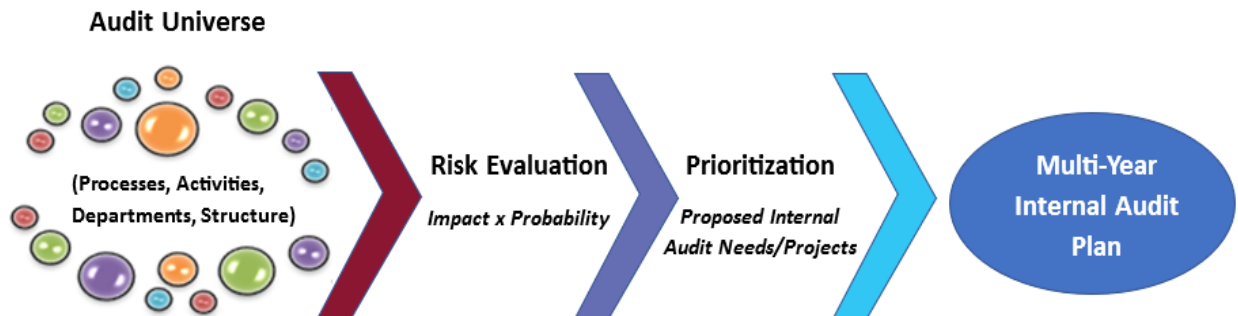 Audit Universe
(Processes, Activities,
Departments, Structure)
Risk Evaluation
Impact x Probability
Prioritization
Proposed Internal
Audit Needs/Projects
Multi-Year
Internal Audit
Plan